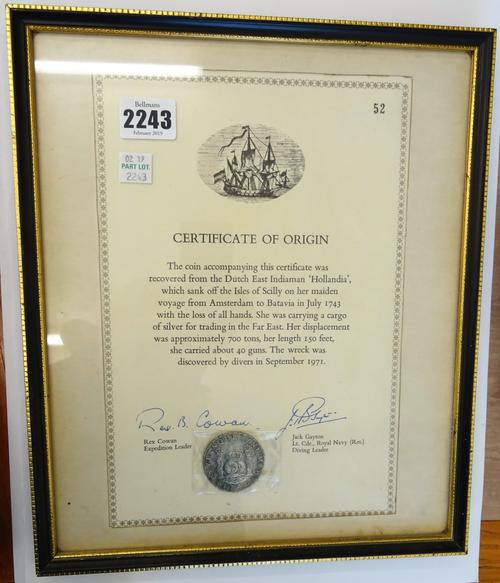 Bellmans
2243
February 2019
52
02 19
PART LOT.
2243
CERTIFICATE OF ORIGIN
The coin accompanying this certificate was
recovered from the Dutch East Indiaman 'Hollandia',
which sank off the Isles of Scilly on her maiden
voyage from Amsterdam to Batavia in July 1743
with the loss of all hands. She was carrying a cargo
of silver for trading in the Far East. Her displacement
was approximately 700 tons, her length 150 feet,
she carried about 40 guns. The wreck was
discovered by divers in September 1971.
Rex. B. Cowan.
Rex Cowan
Expedition Leader
Jack Gayton
Lt. Cdr., Royal Navy (Ret.)
Diving Leader